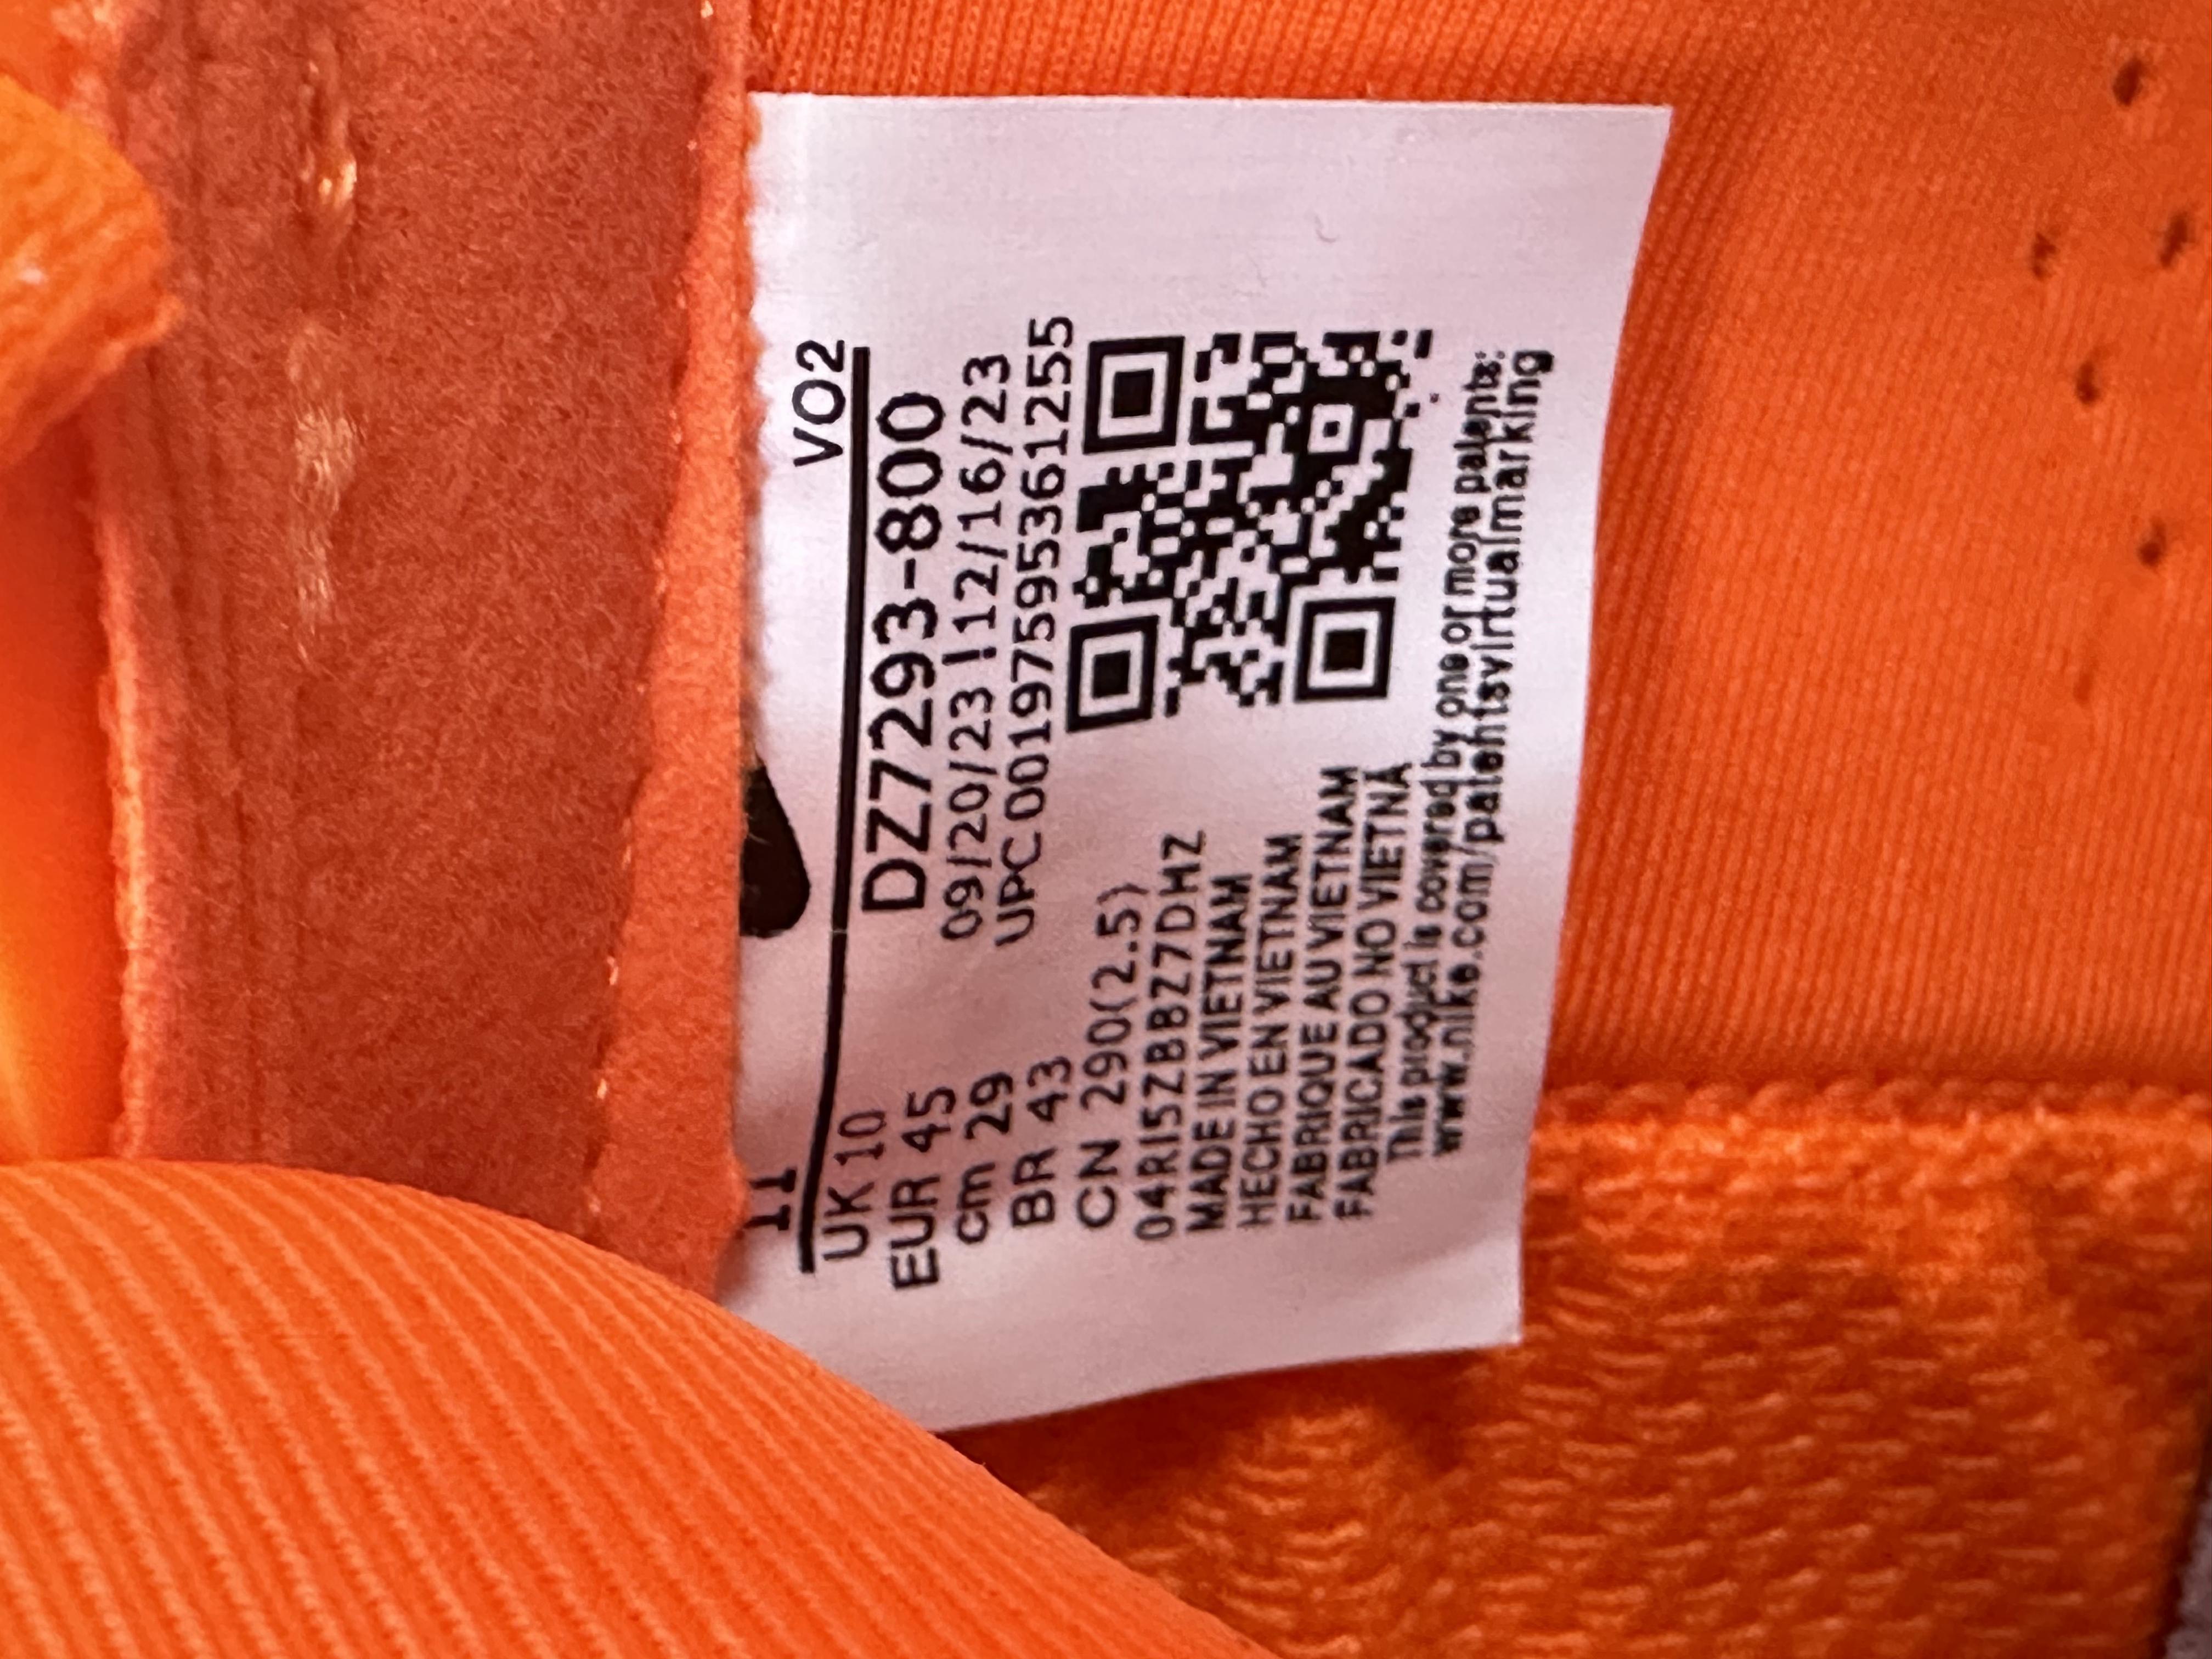 11
VO2
UK 10
EUR 45
cm 29
BR 43
CN 290(2.5)
DZ7293-800
09/20/23 ! 12/16/23
UPC 00197595361255
04RI5ZBBZ7DHZ
MADE IN VIETNAM
HECHO EN VIETNAM
FABRIQUE AU VIETNAM
FABRICADO NO VIETNÃ
This product is covered by one or more patents:
www.nike.com/patentsvirtualmarking